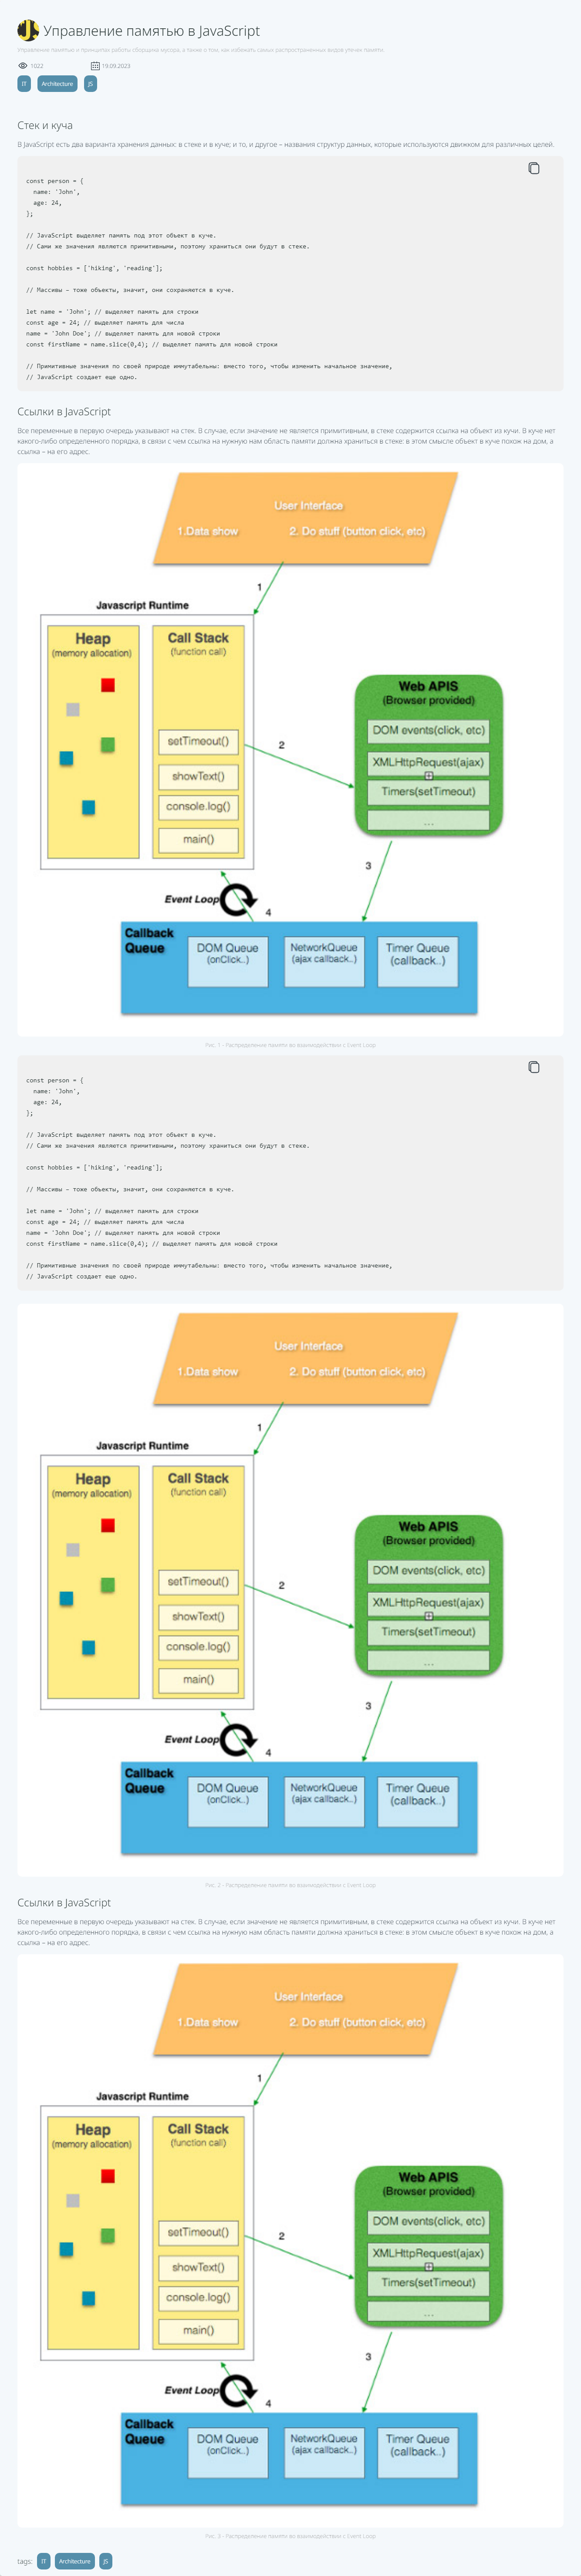 Управление памятью в JavaScript
Управление памятью и принципах работы сборщика мусора, а также о том, как избежать самых распространенных видов утечек памяти
1022 19.09.2023
IT Architecture JS
Стек и куча
В JavaScript есть два варианта хранения данных: в стеке и в куче; и то, и другое – названия структур данных, которые используются движком для различных целей.
const person = {
name: 'John',
age: 24,
};
// JavaScript выделяет память под этот объект в куче.
// Сами же значения являются примитивными, поэтому храниться они будут в стеке.
const hobbies = ['hiking', 'reading'];
// Массивы – тоже объекты, значит, они сохраняется в куче.
let name = 'John'; // выделяет память для строки
const age = 24; // выделяет память для числа
name = 'John Doe'; // выделяет память для новой строки
const firstName = name.slice(0,4); // выделяет память для новой строки
// Примитивные значения по своей природе иммутабельны: вместо того, чтобы изменить начальное значение,
// JavaScript создает еще одно.
Ссылки в JavaScript
Все переменные в первую очередь указывают на стек. В случае, если значение не является примитивным, в стеке содержится ссылка на объект из кучи. В куче нет
какого-либо определенного порядка, в связи с чем ссылка на нужную нам область памяти должна храниться в стеке: в этом смысле объект в куче похож на дом, а
ссылка – на его адрес.
User Interface
1.Data show 2. Do stuff (button click, etc)
1
Javascript Runtime
Heap
(memory allocation)
Call Stack
(function call)
setTimeout()
showText()
console.log()
main()
2
Web APIS
(Browser provided)
DOM events(click, etc)
XMLHttpRequest(ajax)
Timers(setTimeout)
...
3
Event Loop
4
Callback
Queue
DOM Queue
(onClick..)
NetworkQueue
(ajax callback..)
Timer Queue
(callback..)
Рис. 1 - Распределение памяти во взаимодействии с Event Loop
const person = {
name: 'John',
age: 24,
};
// JavaScript выделяет память под этот объект в куче.
// Сами же значения являются примитивными, поэтому храниться они будут в стеке.
const hobbies = ['hiking', 'reading'];
// Массивы – тоже объекты, значит, они сохраняется в куче.
let name = 'John'; // выделяет память для строки
const age = 24; // выделяет память для числа
name = 'John Doe'; // выделяет память для новой строки
const firstName = name.slice(0,4); // выделяет память для новой строки
// Примитивные значения по своей природе иммутабельны: вместо того, чтобы изменить начальное значение,
// JavaScript создает еще одно.
User Interface
1.Data show 2. Do stuff (button click, etc)
1
Javascript Runtime
Heap
(memory allocation)
Call Stack
(function call)
setTimeout()
showText()
console.log()
main()
2
Web APIS
(Browser provided)
DOM events(click, etc)
XMLHttpRequest(ajax)
Timers(setTimeout)
...
3
Event Loop
4
Callback
Queue
DOM Queue
(onClick..)
NetworkQueue
(ajax callback..)
Timer Queue
(callback..)
Рис. 2 - Распределение памяти во взаимодействии с Event Loop
Ссылки в JavaScript
Все переменные в первую очередь указывают на стек. В случае, если значение не является примитивным, в стеке содержится ссылка на объект из кучи. В куче нет
какого-либо определенного порядка, в связи с чем ссылка на нужную нам область памяти должна храниться в стеке: в этом смысле объект в куче похож на дом, а
ссылка – на его адрес.
User Interface
1.Data show 2. Do stuff (button click, etc)
1
Javascript Runtime
Heap
(memory allocation)
Call Stack
(function call)
setTimeout()
showText()
console.log()
main()
2
Web APIS
(Browser provided)
DOM events(click, etc)
XMLHttpRequest(ajax)
Timers(setTimeout)
...
3
Event Loop
4
Callback
Queue
DOM Queue
(onClick..)
NetworkQueue
(ajax callback..)
Timer Queue
(callback..)
Рис. 3 - Распределение памяти во взаимодействии с Event Loop
tags: IT Architecture JS